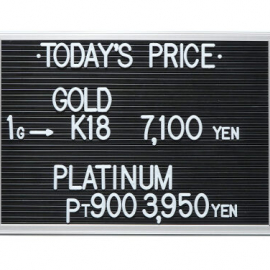 ·TODAY'S PRICE·
GOLD
1G→ K18 7,100 YEN
PLATINUM
PT900 3,950 YEN